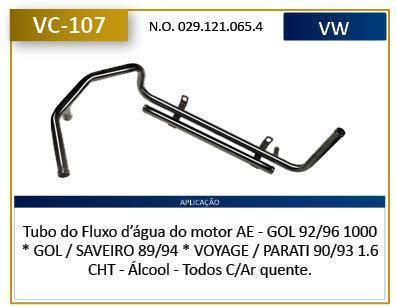 VC-107
N.O. 029.121.065.4
VW
APLICAÇÃO
Tubo do Fluxo d'água do motor AE - GOL 92/96 1000
* GOL / SAVEIRO 89/94 * VOYAGE / PARATI 90/93 1.6
CHT - Álcool - Todos C/Ar quente.